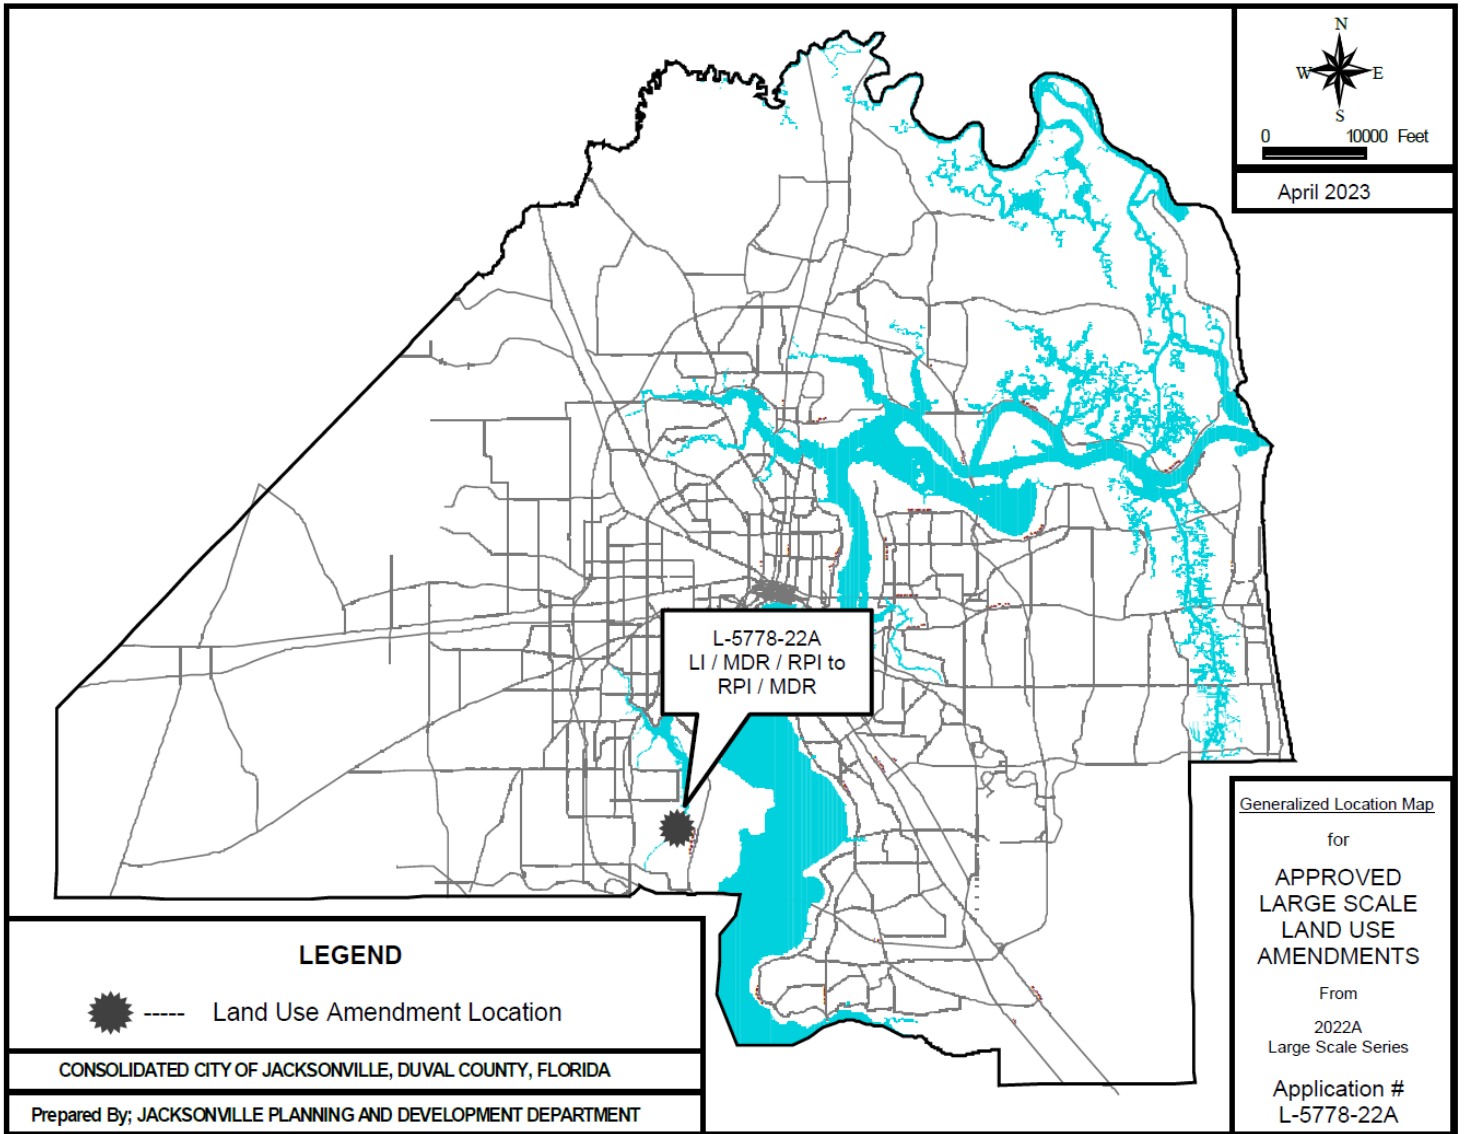 N
W E
S
0 10000 Feet
April 2023
L-5778-22A
LI / MDR / RPI to
RPI / MDR
Generalized Location Map
for
APPROVED
LARGE SCALE
LAND USE
AMENDMENTS
From
2022A
Large Scale Series
Application #
L-5778-22A
LEGEND
----- Land Use Amendment Location
CONSOLIDATED CITY OF JACKSONVILLE, DUVAL COUNTY, FLORIDA
Prepared By; JACKSONVILLE PLANNING AND DEVELOPMENT DEPARTMENT